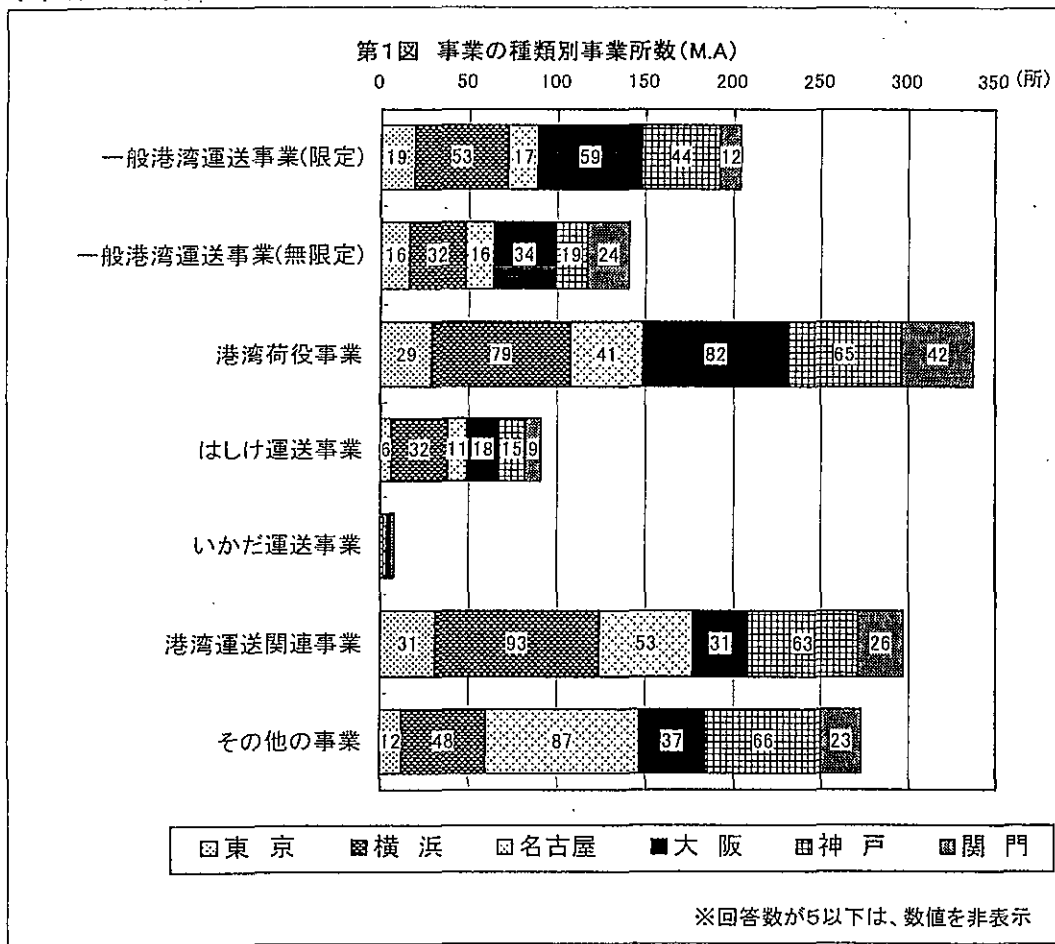 第1図 事業の種類別事業所数(M.A)
0 50 100 150 200 250 300 350 (所)
一般港湾運送事業(限定) 19 53 17 59 44 12
一般港湾運送事業(無限定) 16 32 16 34 19 24
港湾荷役事業 29 79 41 82 65 42
はしけ運送事業 6 32 11 18 15 9
いかだ運送事業
港湾運送関連事業 31 93 53 31 63 26
その他の事業 12 48 87 37 66 23
東 京 横 浜 名古屋 大 阪 神 戸 関 門
※回答数が5以下は、数値を非表示